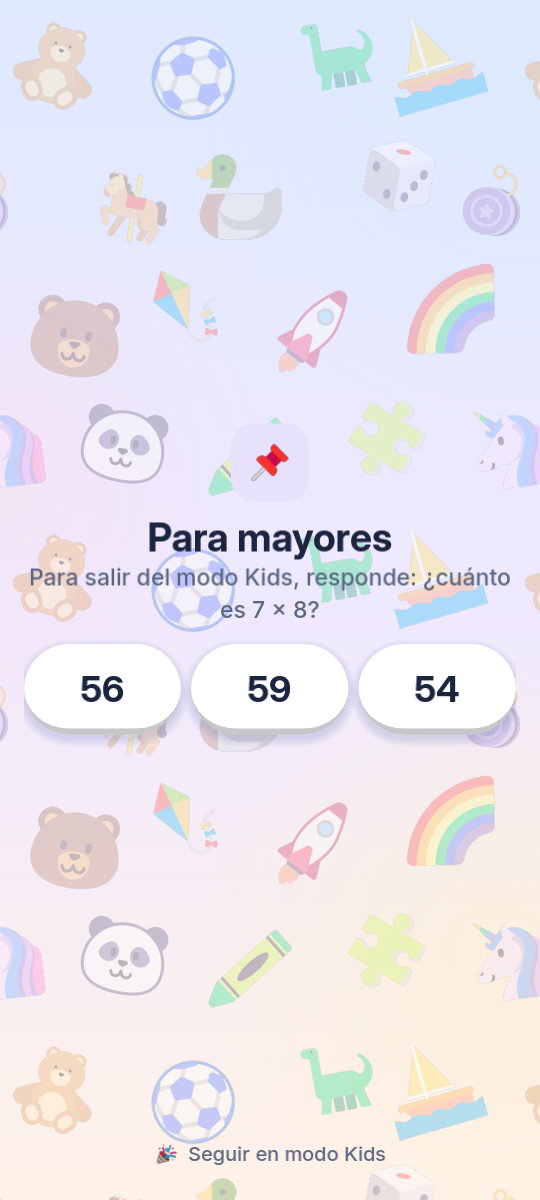 Para mayores
Para salir del modo Kids, responde: ¿cuánto
es 7 × 8?
56 59 54
Seguir en modo Kids